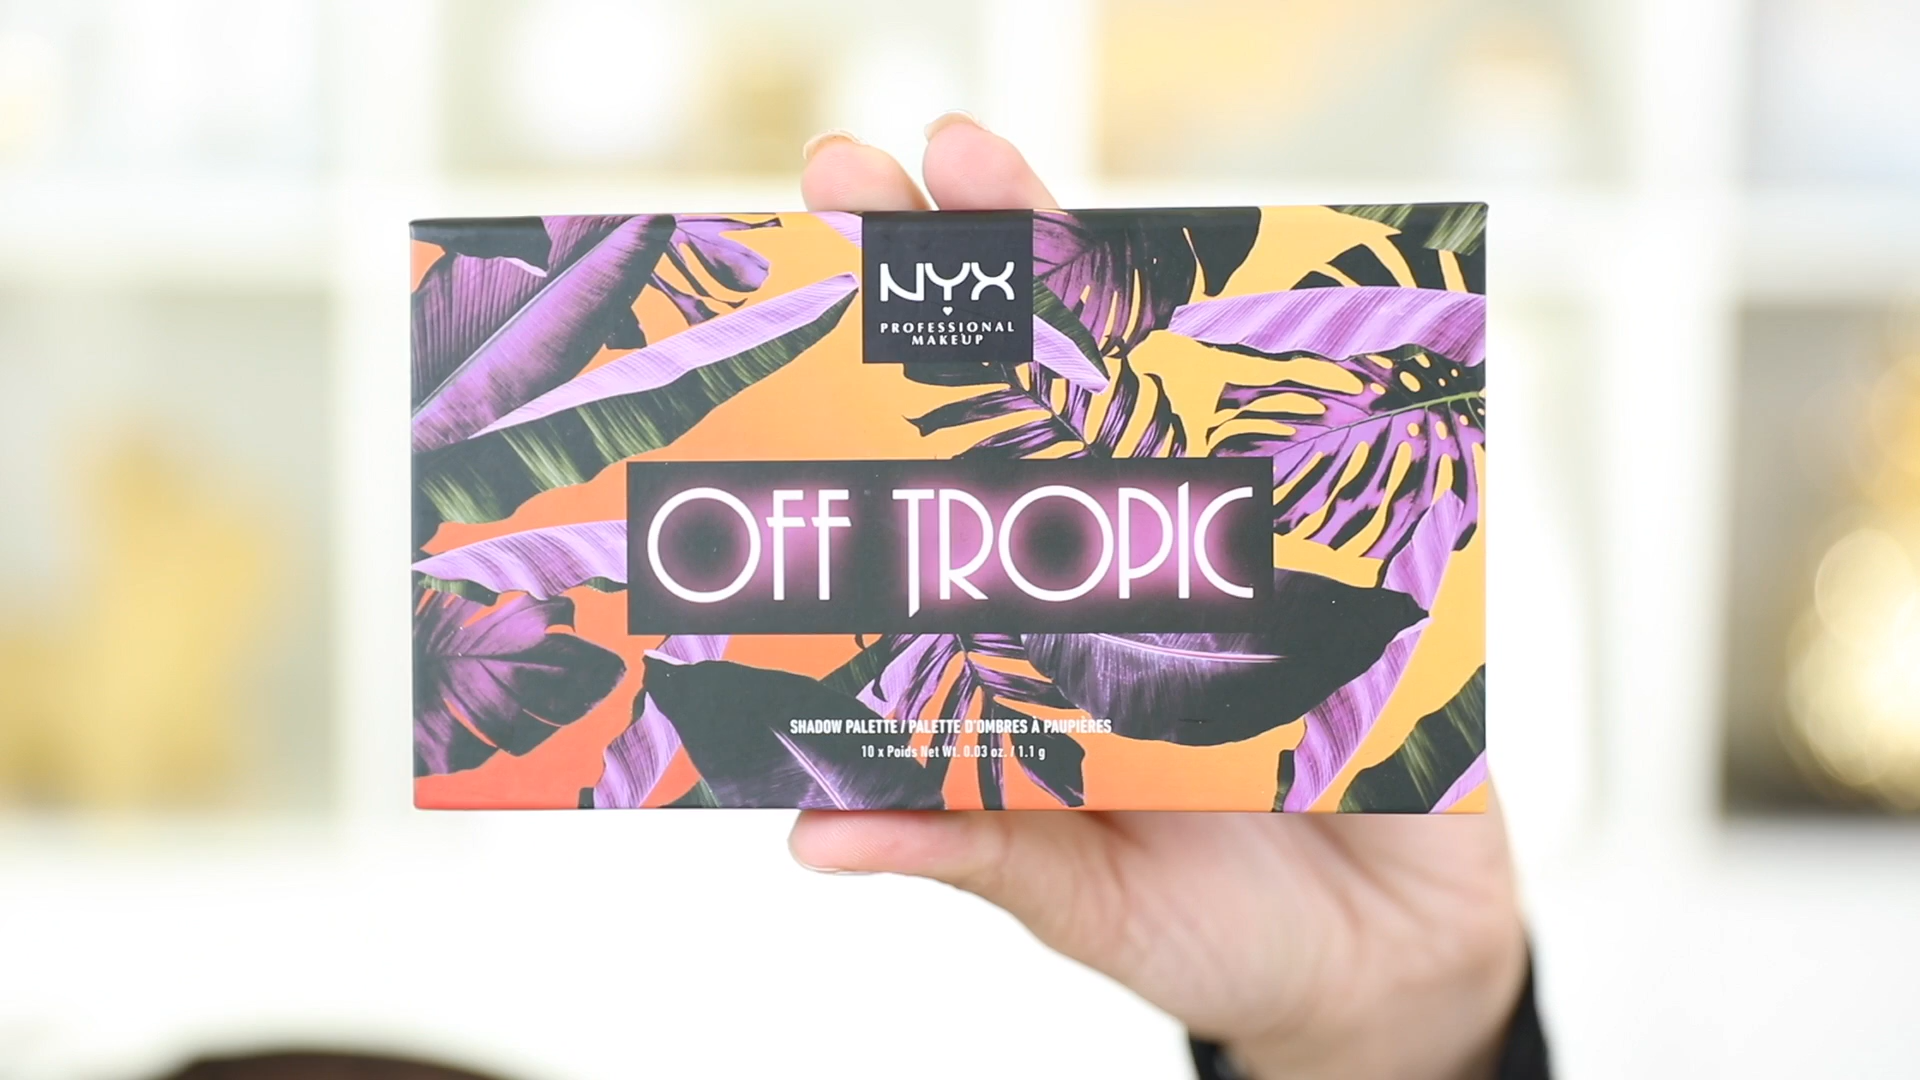 NYX
PROFESSIONAL
MAKEUP
OFF TROPIC
SHADOW PALETTE / PALETTE D'OMBRES À PAUPIÈRES
10 x Poids Net Wt. 0.03 oz. / 1.1 g